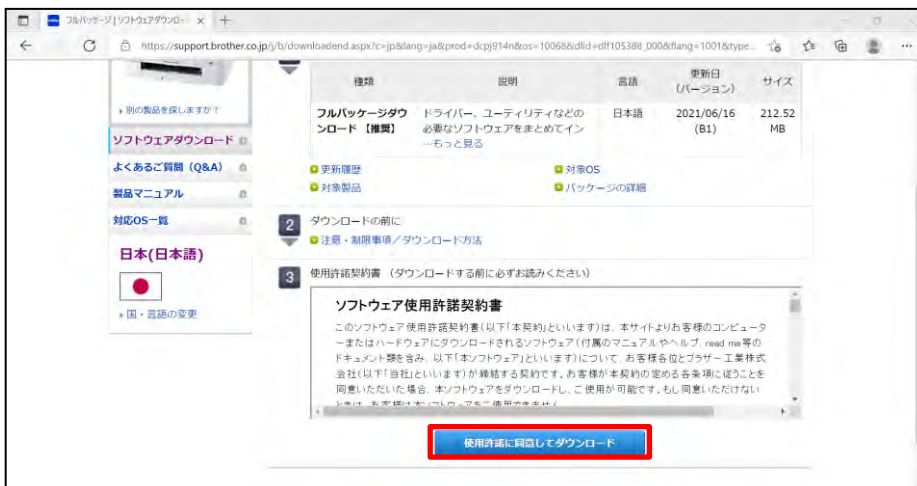 フルパッケージ | ソフトウェアダウンロー
https://support.brother.co.jp/j/b/downloadend.aspx?c=jp&lang=ja&prod=dcpj914n&os=10068&dlid=dlf105388_000&flang=1001&type...
別の製品を探しますか?
ソフトウェアダウンロード
よくあるご質問（Q&A）
製品マニュアル
対応OS一覧
日本(日本語)
国・言語の変更
種類 説明 言語 更新日 サイズ
（バージョン）
フルパッケージダウ ドライバー、ユーティリティなどの 日本語 2021/06/16 212.52
ンロード 【推奨】 必要なソフトウェアをまとめてイン (B1) MB
…もっと見る
更新履歴 対象OS
対象製品 パッケージの詳細
2 ダウンロードの前に
注意・制限事項／ダウンロード方法
3 使用許諾契約書 （ダウンロードする前に必ずお読みください）
ソフトウェア使用許諾契約書
このソフトウェア使用許諾契約書(以下「本契約」といいます)は、本サイトよりお客様のコンピュータ
ーまたはハードウェアにダウンロードされるソフトウェア(付属のマニュアルやヘルプ、read me 等の
ドキュメント類を含み、以下「本ソフトウェア」といいます)について、お客様各位とブラザー工業株式
会社(以下「当社」といいます)が締結する契約です。お客様が本契約の定める各条項に従うことを
同意いただいた場合、本ソフトウェアをダウンロードし、ご使用が可能です。もし同意いただけない
使用許諾に同意してダウンロード